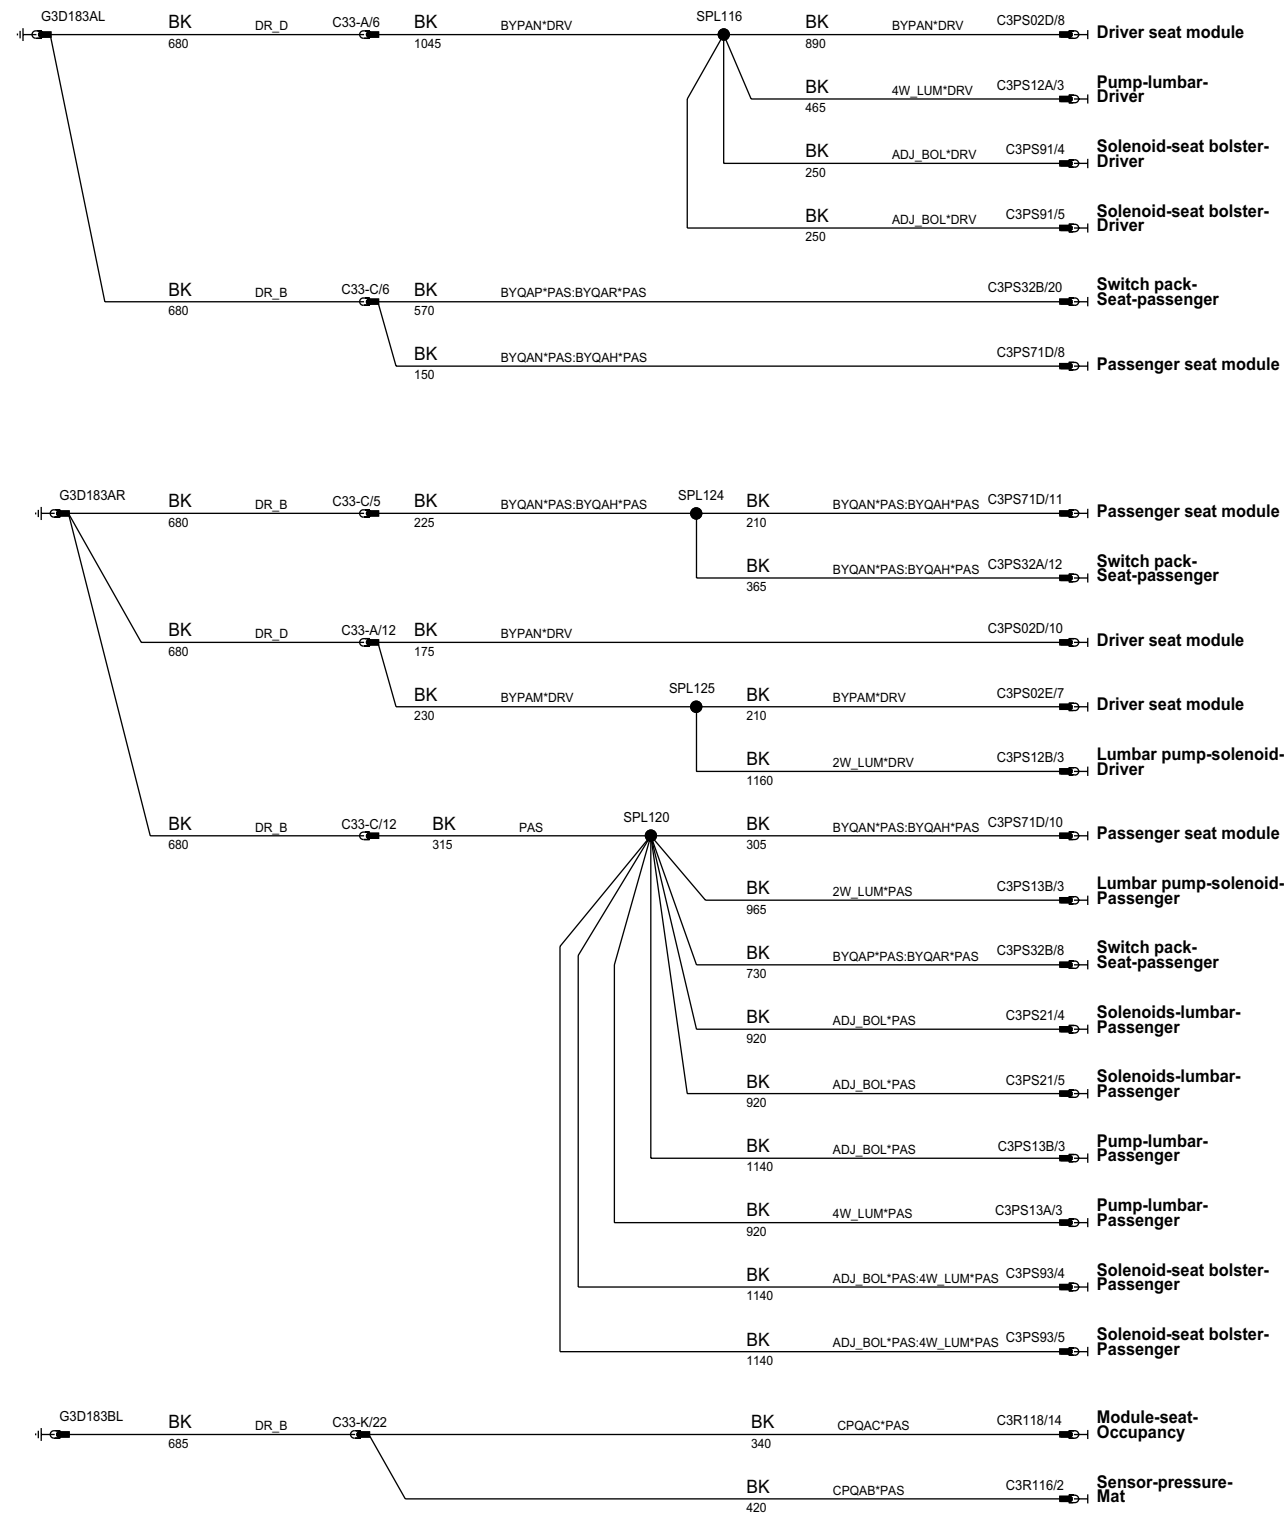 G3D183AL BK DR_D C33-A/6 BK BYPAN*DRV SPL116 BK BYPAN*DRV C3PS02D/8 Driver seat module
680 1045 890
BK 4W_LUM*DRV C3PS12A/3 Pump-lumbar-
Driver
465
BK ADJ_BOL*DRV C3PS91/4 Solenoid-seat bolster-
Driver
250
BK ADJ_BOL*DRV C3PS91/5 Solenoid-seat bolster-
Driver
250
BK DR_B C33-C/6 BK BYQAP*PAS:BYQAR*PAS C3PS32B/20 Switch pack-
Seat-passenger
680 570
BK BYQAN*PAS:BYQAH*PAS C3PS71D/8 Passenger seat module
150
G3D183AR BK DR_B C33-C/5 BK BYQAN*PAS:BYQAH*PAS SPL124 BK BYQAN*PAS:BYQAH*PAS C3PS71D/11 Passenger seat module
680 225 210
BK BYQAN*PAS:BYQAH*PAS C3PS32A/12 Switch pack-
Seat-passenger
365
BK DR_D C33-A/12 BK BYPAN*DRV C3PS02D/10 Driver seat module
680 175
BK BYPAM*DRV SPL125 BK BYPAM*DRV C3PS02E/7 Driver seat module
230 210
BK 2W_LUM*DRV C3PS12B/3 Lumbar pump-solenoid-
Driver
1160
BK DR_B C33-C/12 BK PAS SPL120 BK BYQAN*PAS:BYQAH*PAS C3PS71D/10 Passenger seat module
680 315 305
BK 2W_LUM*PAS C3PS13B/3 Lumbar pump-solenoid-
Passenger
965
BK BYQAP*PAS:BYQAR*PAS C3PS32B/8 Switch pack-
Seat-passenger
730
BK ADJ_BOL*PAS C3PS21/4 Solenoids-lumbar-
Passenger
920
BK ADJ_BOL*PAS C3PS21/5 Solenoids-lumbar-
Passenger
920
BK ADJ_BOL*PAS C3PS13B/3 Pump-lumbar-
Passenger
1140
BK 4W_LUM*PAS C3PS13A/3 Pump-lumbar-
Passenger
920
BK ADJ_BOL*PAS:4W_LUM*PAS C3PS93/4 Solenoid-seat bolster-
Passenger
1140
BK ADJ_BOL*PAS:4W_LUM*PAS C3PS93/5 Solenoid-seat bolster-
Passenger
1140
G3D183BL BK DR_B C33-K/22 BK CPQAC*PAS C3R118/14 Module-seat-
Occupancy
685 340
BK CPQAB*PAS C3R116/2 Sensor-pressure-
Mat
420